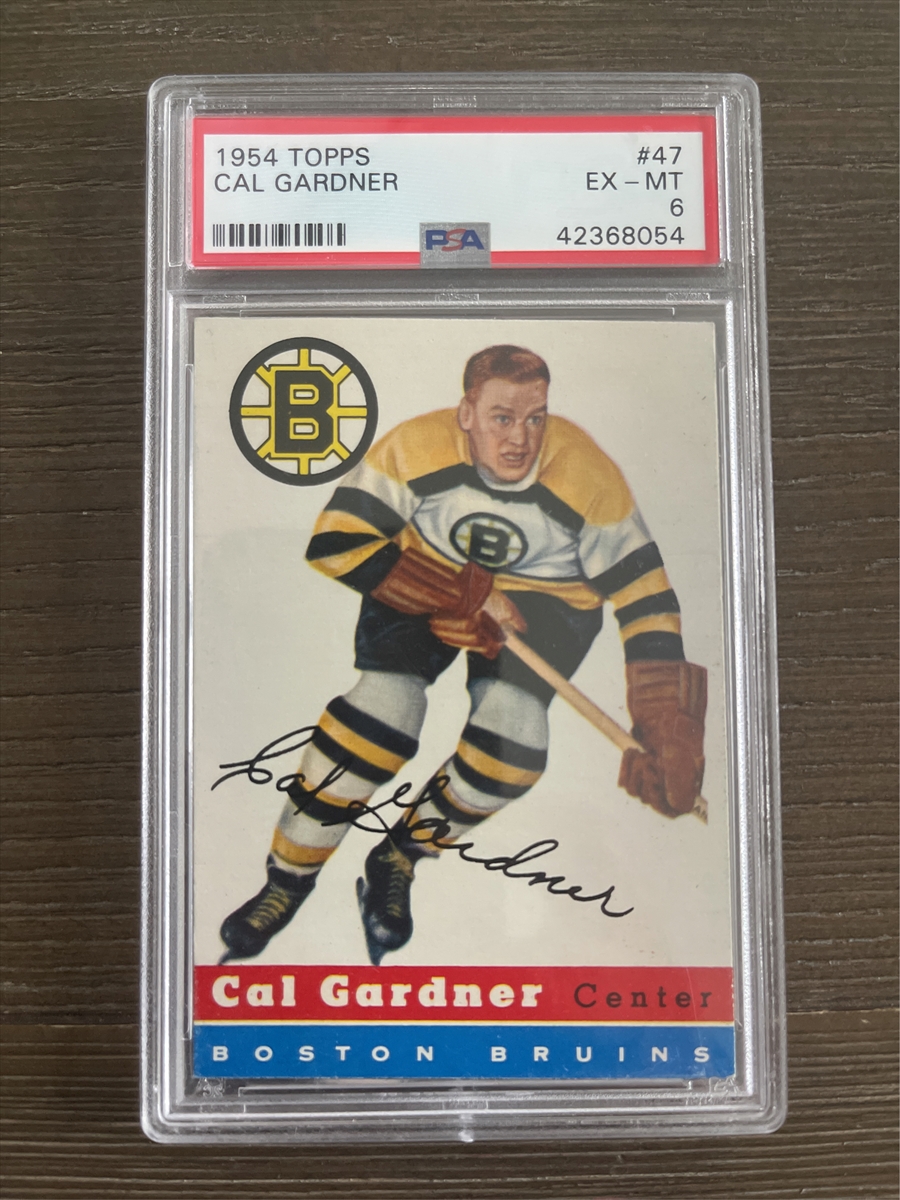 1954 TOPPS #47
CAL GARDNER EX – MT
6
PSA 42368054
B
B
Cal Gardner
Cal Gardner Center
BOSTON BRUINS